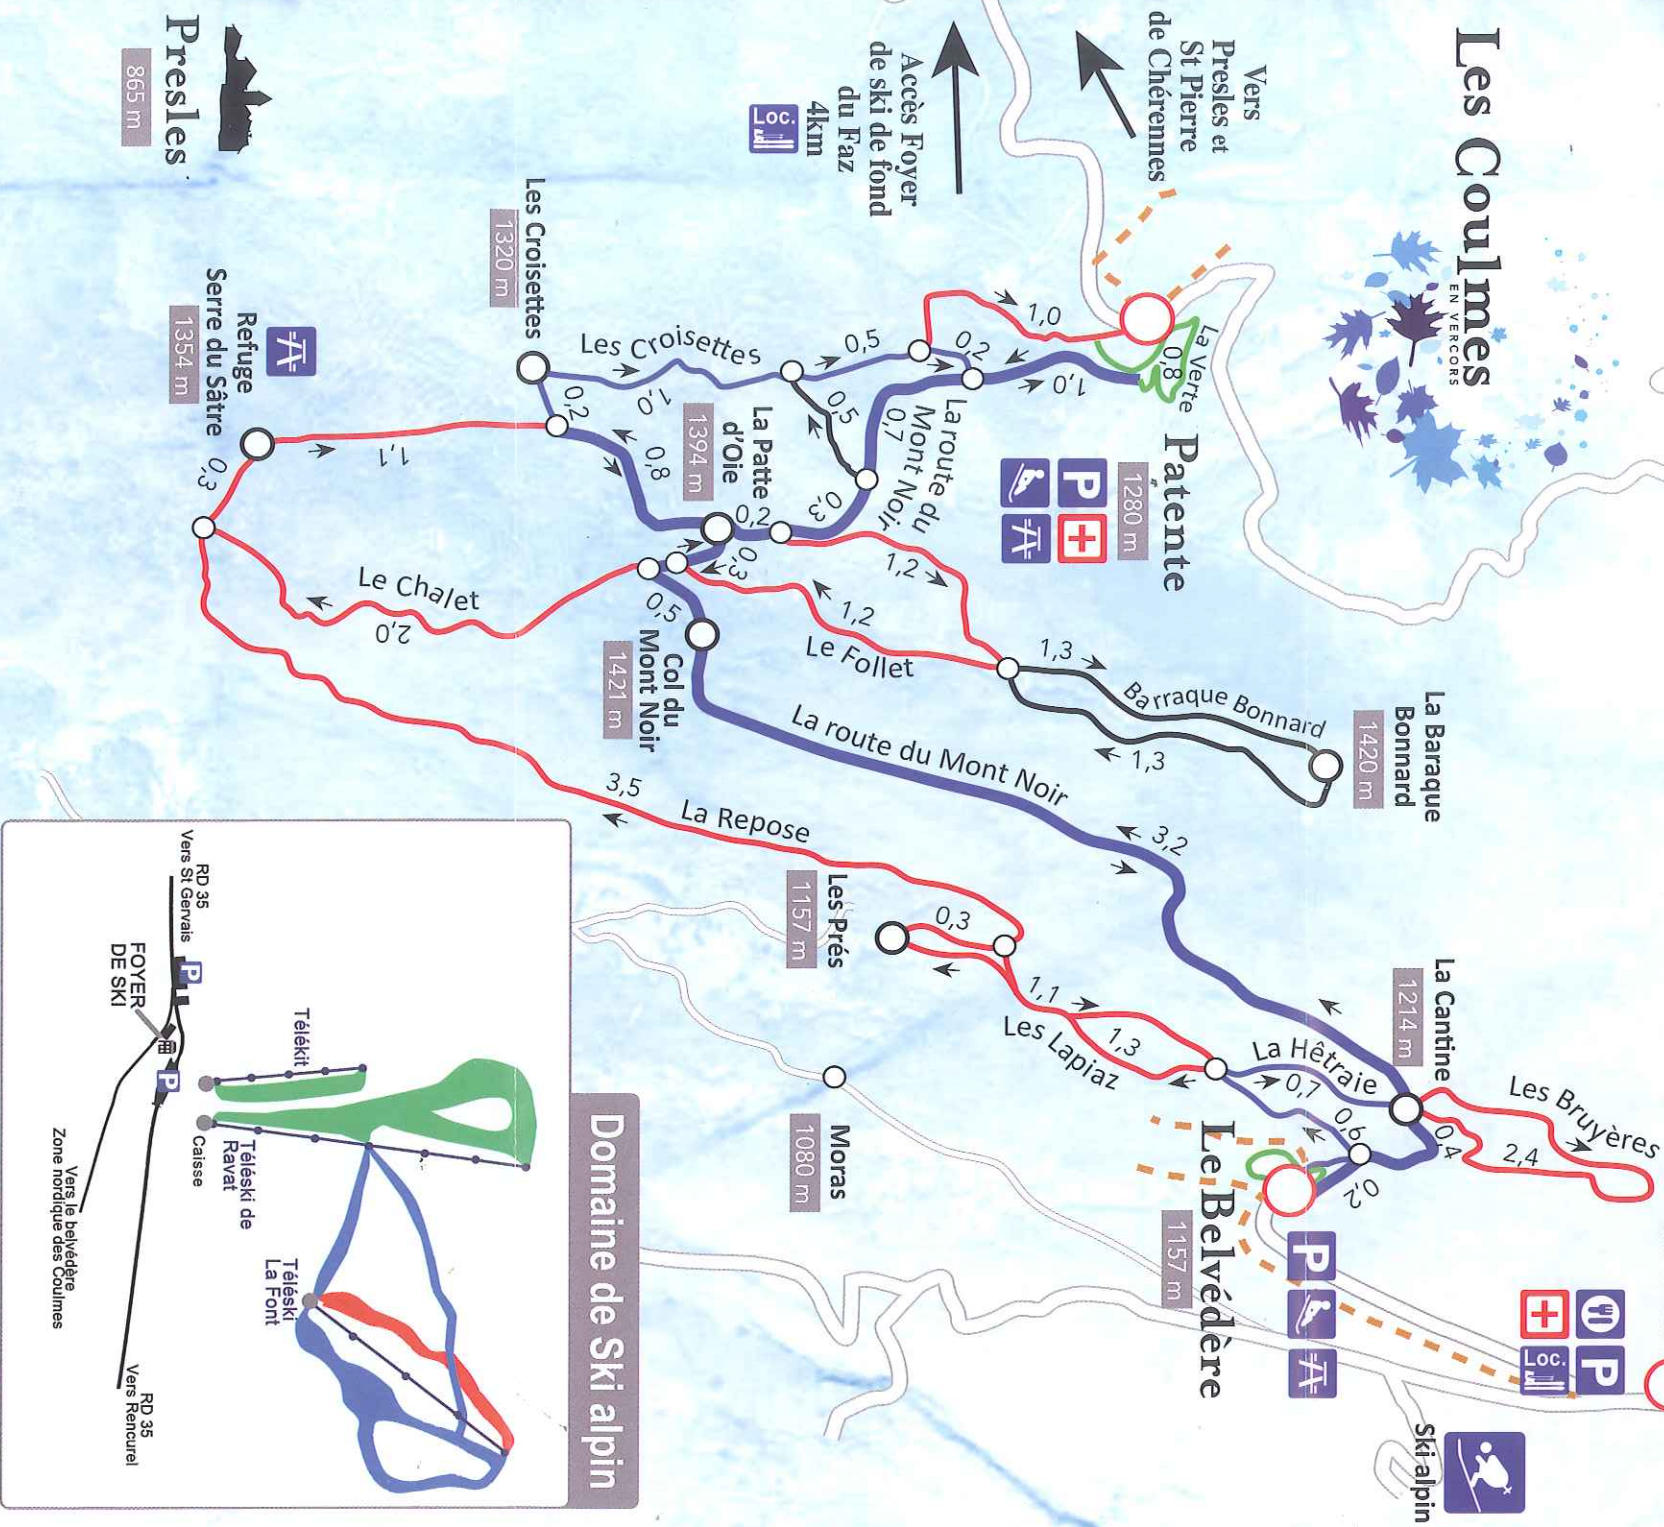 Les Coulmes
EN VERCORS
Vers
Presles et
St Pierre
de Chérennes
Accès Foyer
de ski de fond
du Faz
4km
Loc.
Presles
865 m
La Verte
0,8
Patente
1280 m
P
1,0
1,0
0,2
0,5
Les Croisettes
1,0
Les Croisettes
1320 m
0,2
0,5
La route du
Mont Noir
0,7
0,3
La Patte
d'Oie
1394 m
0,2
0,8
0,3
0,5
Refuge
Serre du Sâtre
1354 m
1,1
0,3
Le Chalet
2,0
Col du
Mont Noir
1421 m
1,2
1,2
Le Follet
1,3
Barraque Bonnard
1,3
La Baraque
Bonnard
1420 m
La route du Mont Noir
3,2
3,5
La Repose
Les Prés
1157 m
0,3
1,1
1,3
Les Lapiaz
La Cantine
1214 m
La Hêtraie
0,7
0,6
0,4
0,2
Les Bruyères
2,4
Le Belvédère
1157 m
P
P
Loc.
Ski alpin
Moras
1080 m
Domaine de Ski alpin
RD 35
Vers St Gervais
P
FOYER
DE SKI
P
Télékit
Caisse
Téléski de
Ravat
Téléski
La Font
Vers le belvédère
Zone nordique des Coulmes
RD 35
Vers Rencurel